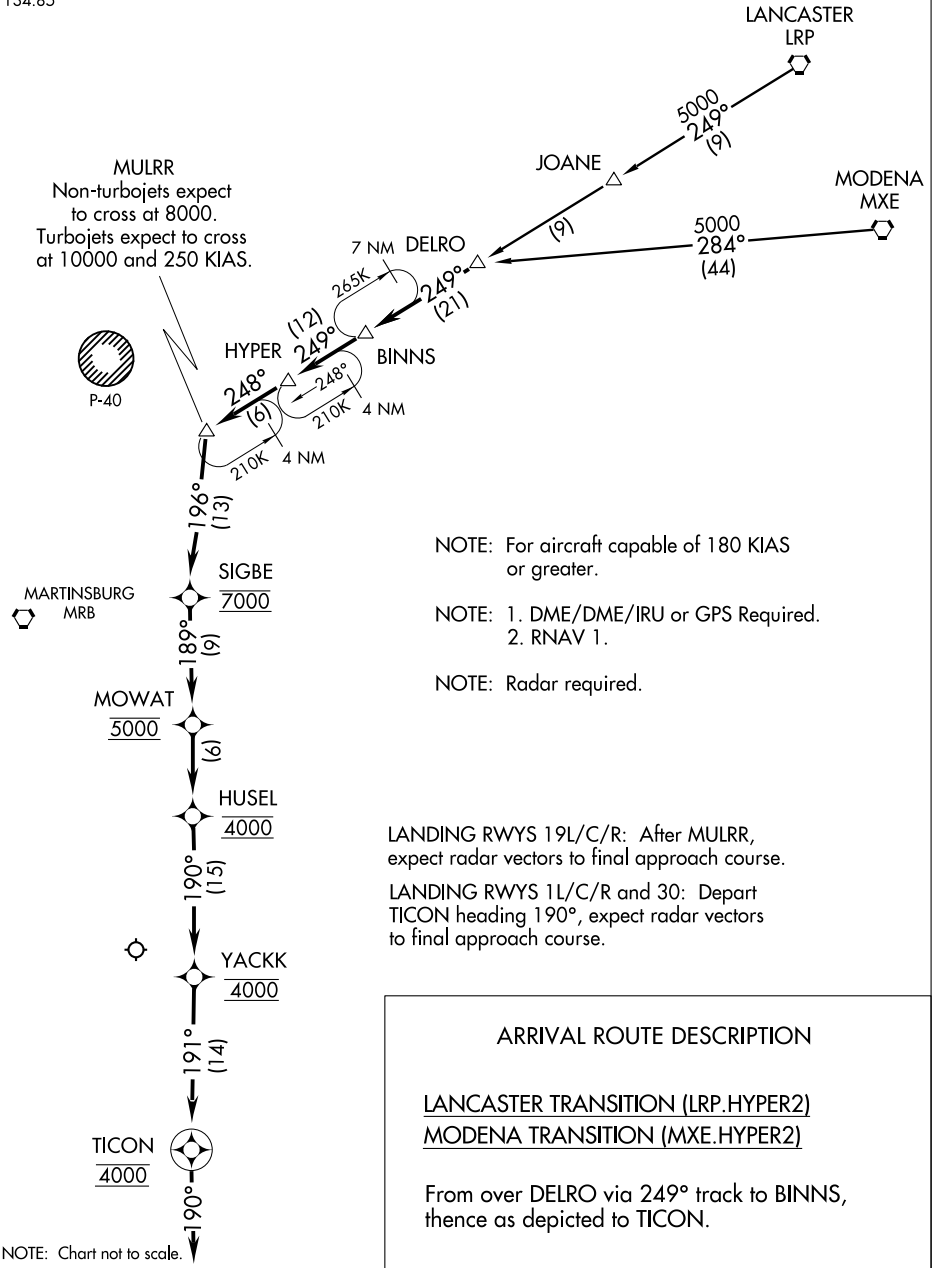 134.85
LANCASTER
LRP
5000
249°
(9)
JOANE
MODENA
MXE
MULRR
Non-turbojets expect
to cross at 8000.
Turbojets expect to cross
at 10000 and 250 KIAS.
(9)
5000
284°
(44)
7 NM
DELRO
265K
249°
(21)
(12)
249°
HYPER
BINNS
P-40
248°
(6)
248°
210K
4 NM
210K
4 NM
196°
(13)
NOTE: For aircraft capable of 180 KIAS
or greater.
SIGBE
7000
MARTINSBURG
MRB
NOTE: 1. DME/DME/IRU or GPS Required.
2. RNAV 1.
189°
(9)
NOTE: Radar required.
MOWAT
5000
(6)
HUSEL
4000
LANDING RWYS 19L/C/R: After MULRR,
expect radar vectors to final approach course.
190°
(15)
LANDING RWYS 1L/C/R and 30: Depart
TICON heading 190°, expect radar vectors
to final approach course.
YACKK
4000
191°
(14)
ARRIVAL ROUTE DESCRIPTION
LANCASTER TRANSITION (LRP.HYPER2)
MODENA TRANSITION (MXE.HYPER2)
TICON
4000
From over DELRO via 249° track to BINNS,
thence as depicted to TICON.
190°
NOTE: Chart not to scale.